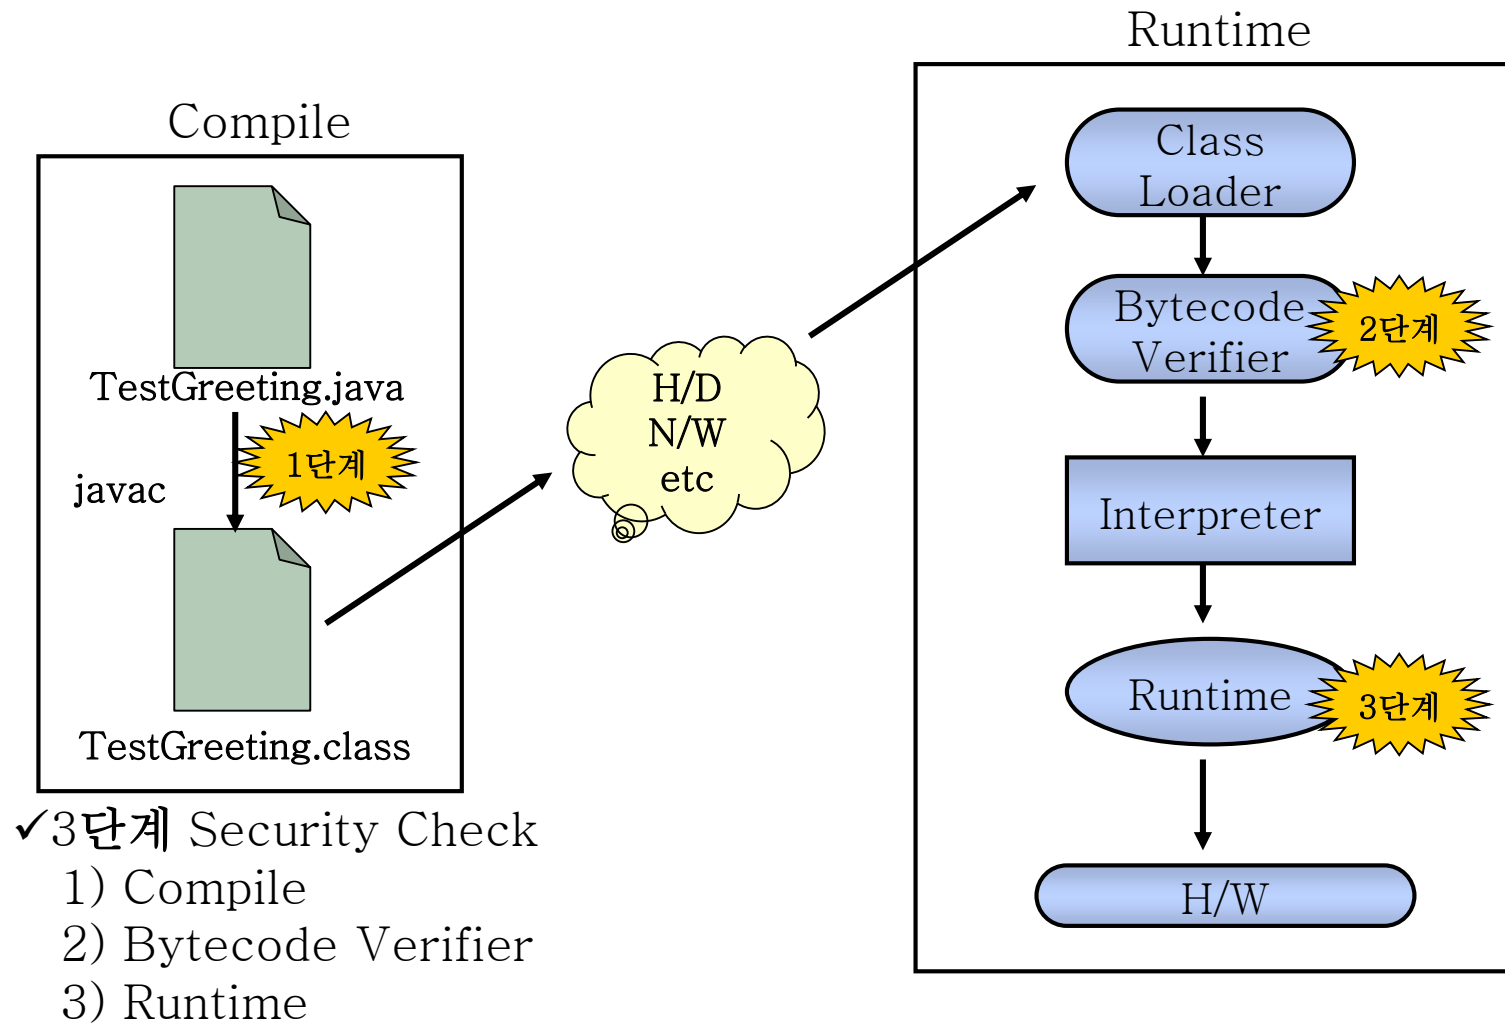 Compile
TestGreeting.java
1단계
javac
TestGreeting.class
H/D
N/W
etc
Runtime
Class
Loader
Bytecode
Verifier
2단계
Interpreter
Runtime
3단계
H/W
✓3단계 Security Check
1) Compile
2) Bytecode Verifier
3) Runtime